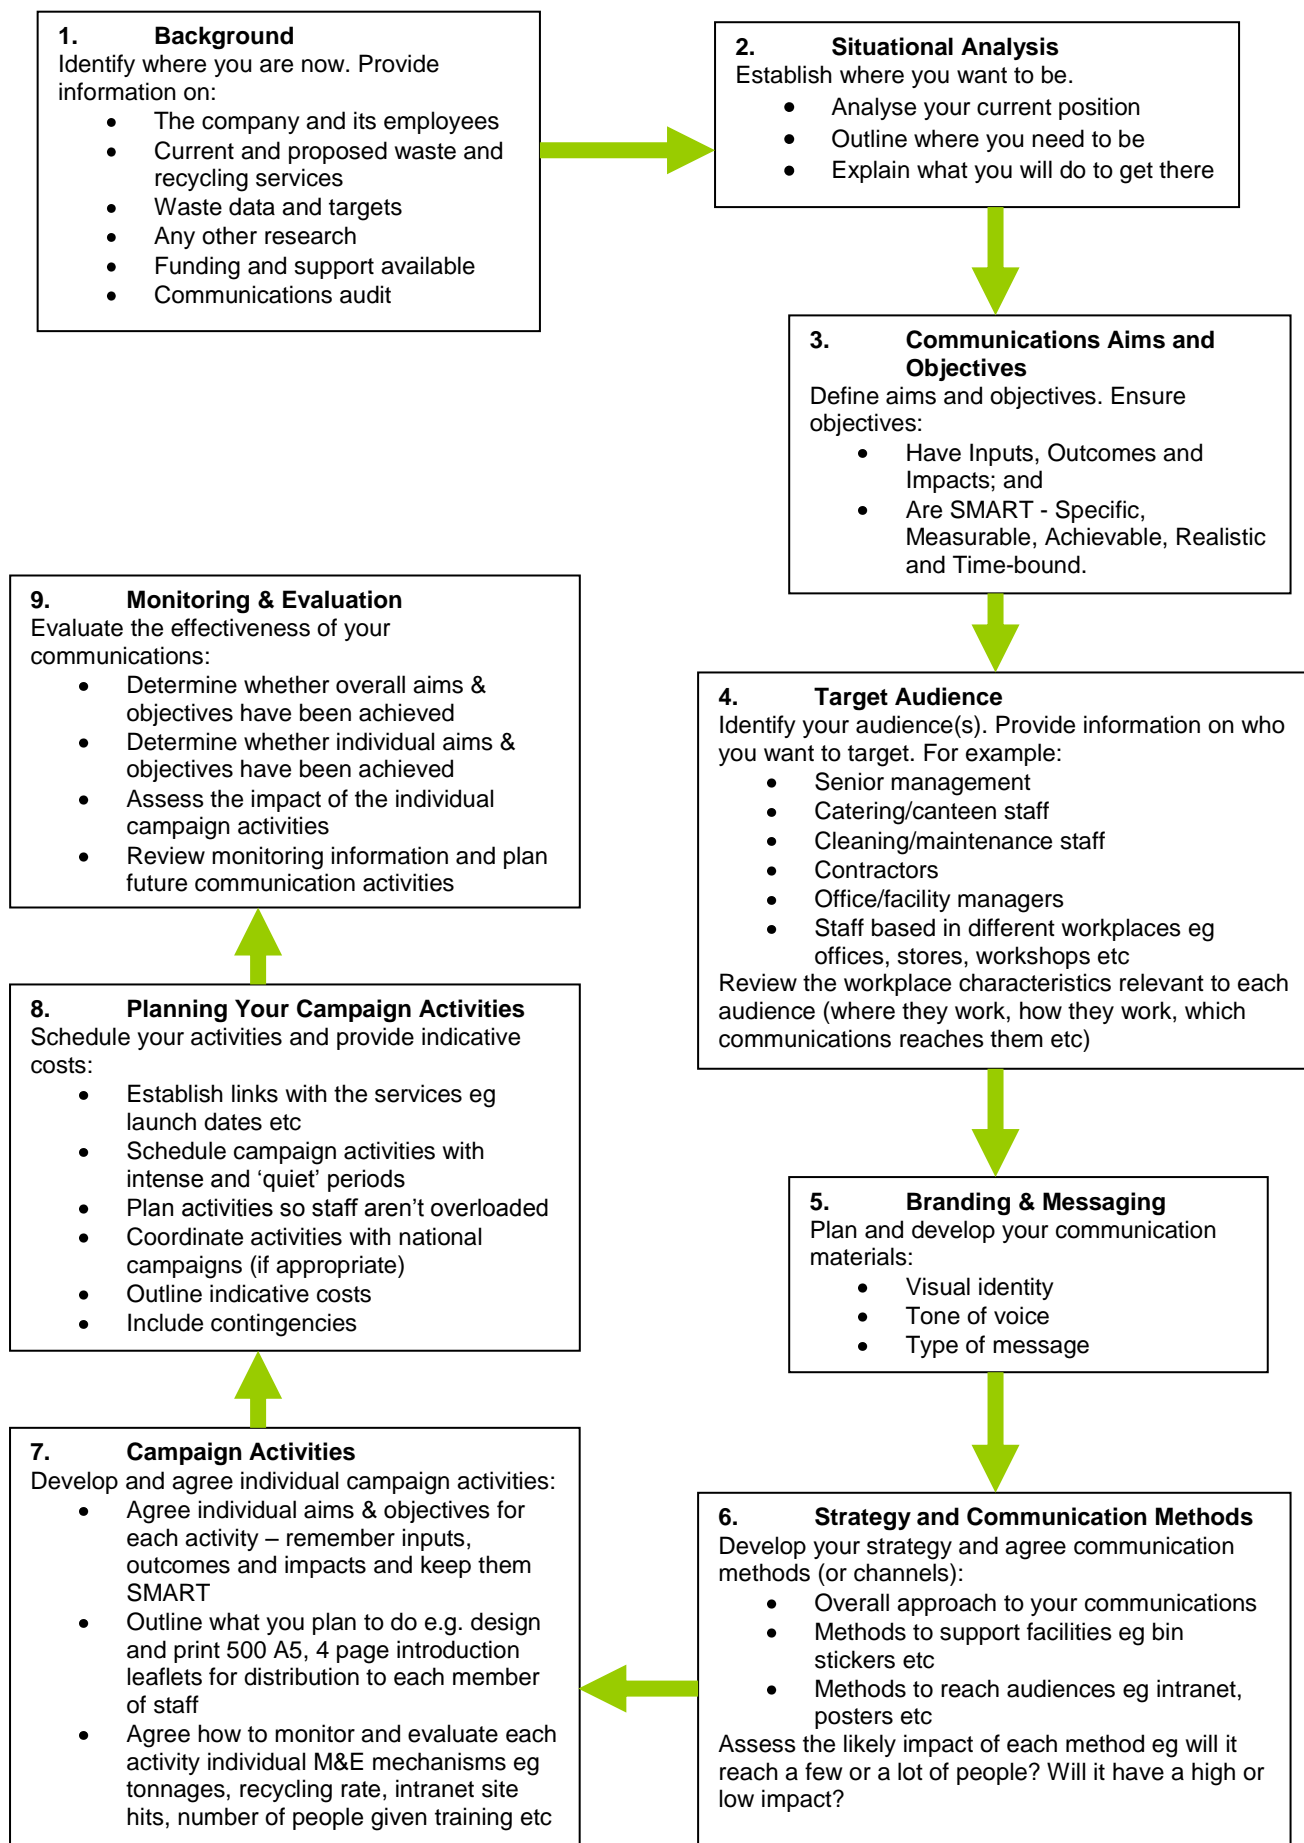 1. Background
Identify where you are now. Provide
information on:
• The company and its employees
• Current and proposed waste and
recycling services
• Waste data and targets
• Any other research
• Funding and support available
• Communications audit
2. Situational Analysis
Establish where you want to be.
• Analyse your current position
• Outline where you need to be
• Explain what you will do to get there
3. Communications Aims and
Objectives
Define aims and objectives. Ensure
objectives:
• Have Inputs, Outcomes and
Impacts; and
• Are SMART - Specific,
Measurable, Achievable, Realistic
and Time-bound.
4. Target Audience
Identify your audience(s). Provide information on who
you want to target. For example:
• Senior management
• Catering/canteen staff
• Cleaning/maintenance staff
• Contractors
• Office/facility managers
• Staff based in different workplaces eg
offices, stores, workshops etc
Review the workplace characteristics relevant to each
audience (where they work, how they work, which
communications reaches them etc)
5. Branding & Messaging
Plan and develop your communication
materials:
• Visual identity
• Tone of voice
• Type of message
6. Strategy and Communication Methods
Develop your strategy and agree communication
methods (or channels):
• Overall approach to your communications
• Methods to support facilities eg bin
stickers etc
• Methods to reach audiences eg intranet,
posters etc
Assess the likely impact of each method eg will it
reach a few or a lot of people? Will it have a high or
low impact?
7. Campaign Activities
Develop and agree individual campaign activities:
• Agree individual aims & objectives for
each activity – remember inputs,
outcomes and impacts and keep them
SMART
• Outline what you plan to do e.g. design
and print 500 A5, 4 page introduction
leaflets for distribution to each member
of staff
• Agree how to monitor and evaluate each
activity individual M&E mechanisms eg
tonnages, recycling rate, intranet site
hits, number of people given training etc
8. Planning Your Campaign Activities
Schedule your activities and provide indicative
costs:
• Establish links with the services eg
launch dates etc
• Schedule campaign activities with
intense and ‘quiet’ periods
• Plan activities so staff aren’t overloaded
• Coordinate activities with national
campaigns (if appropriate)
• Outline indicative costs
• Include contingencies
9. Monitoring & Evaluation
Evaluate the effectiveness of your
communications:
• Determine whether overall aims &
objectives have been achieved
• Determine whether individual aims &
objectives have been achieved
• Assess the impact of the individual
campaign activities
• Review monitoring information and plan
future communication activities